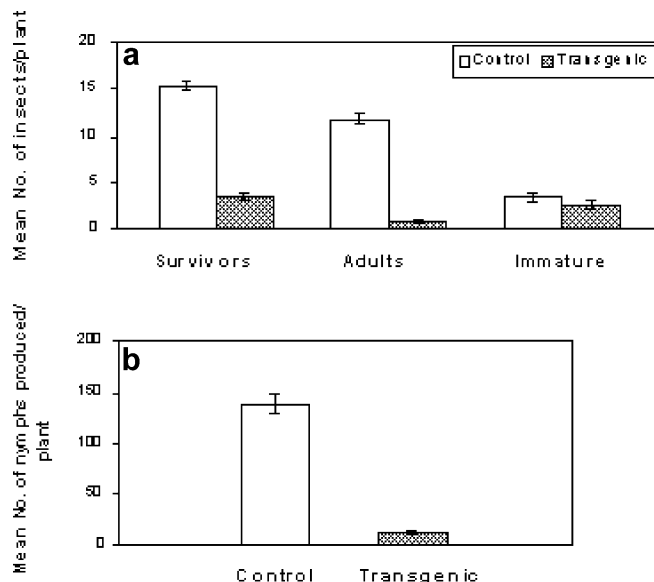 Mean No. of insects/plant
a
Control Transgenic
20
15
10
5
0
Survivors Adults Immature
Mean No. of nymphs produced/
plant
b
200
150
100
50
0
Control Transgenic